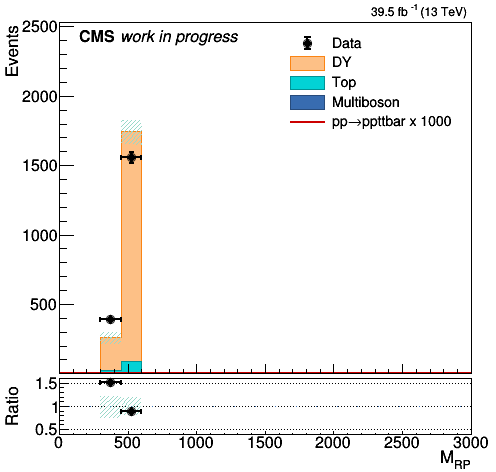 39.5 fb⁻¹ (13 TeV)
CMS work in progress
Events
2500
2000
1500
1000
500
Data
DY
Top
Multiboson
pp→ppttbar x 1000
Ratio
1.5
1
0.5
0 500 1000 1500 2000 2500 3000
M_RP